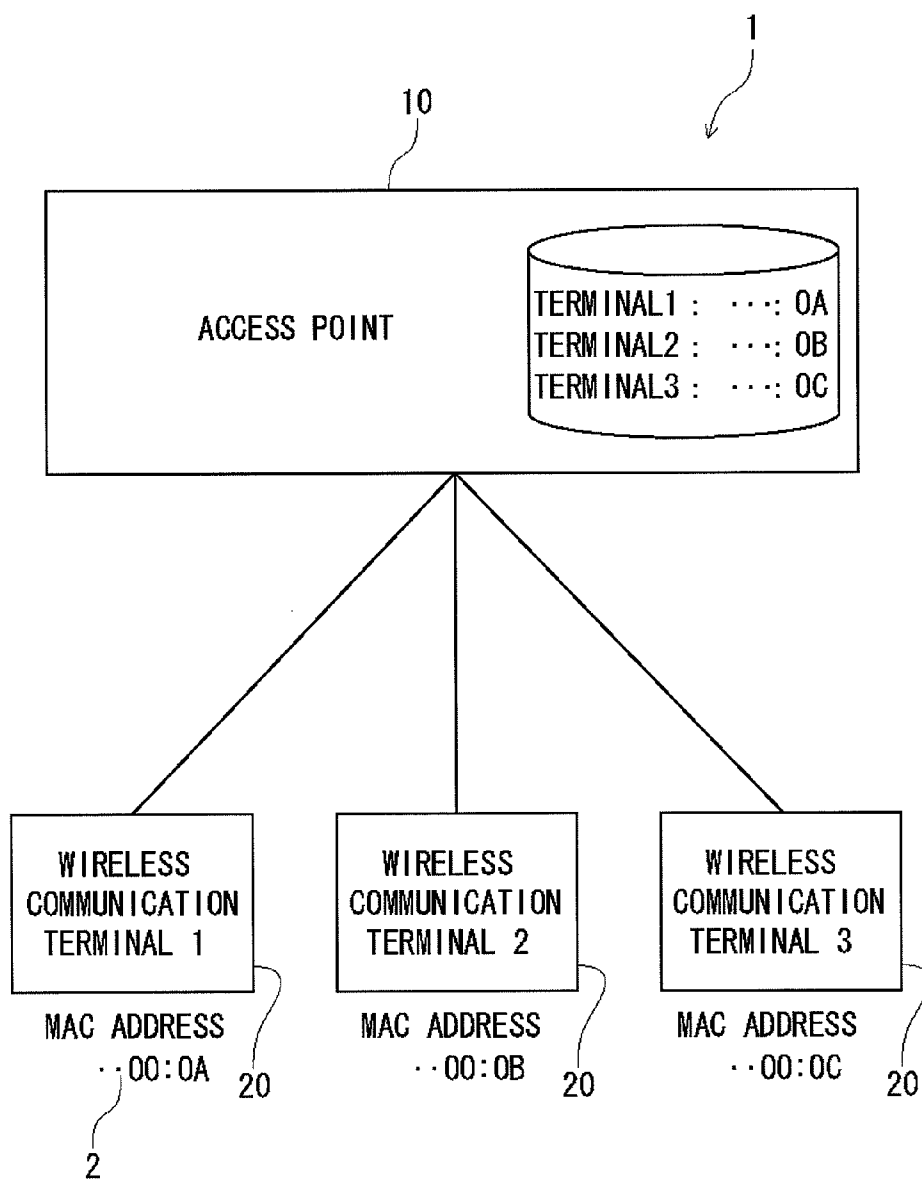 1
10
ACCESS POINT
TERMINAL1 : ···: 0A
TERMINAL2 : ···: 0B
TERMINAL3 : ···: 0C
WIRELESS
COMMUNICATION
TERMINAL 1
WIRELESS
COMMUNICATION
TERMINAL 2
WIRELESS
COMMUNICATION
TERMINAL 3
MAC ADDRESS
··00:0A
20
MAC ADDRESS
··00:0B
20
MAC ADDRESS
··00:0C
20
2